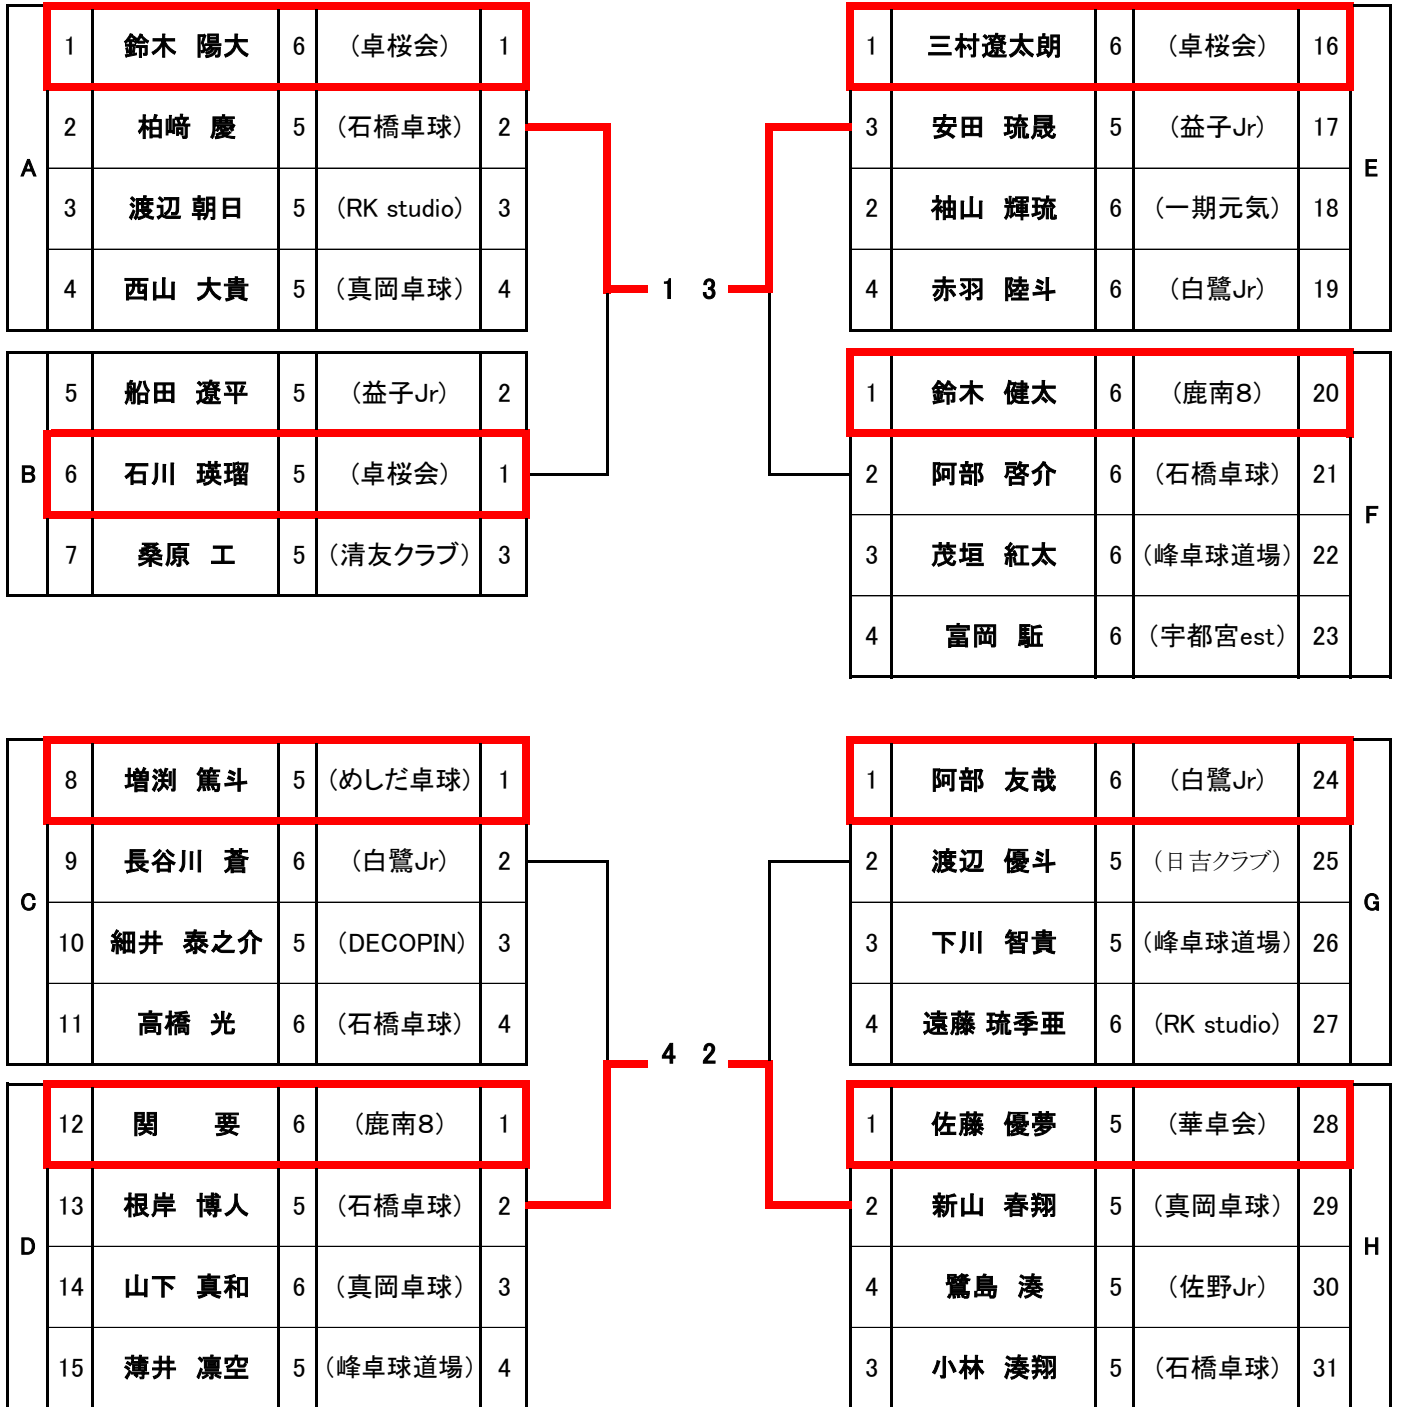 A
1 鈴木 陽大 6 (卓桜会) 1
2 柏﨑 慶 5 (石橋卓球) 2
3 渡辺 朝日 5 (RK studio) 3
4 西山 大貴 5 (真岡卓球) 4
B
5 船田 遼平 5 (益子Jr) 2
6 石川 瑛瑠 5 (卓桜会) 1
7 桑原 工 5 (清友クラブ) 3
1 3
1 三村遼太朗 6 (卓桜会) 16
3 安田 琉晟 5 (益子Jr) 17
2 袖山 輝琉 6 (一期元気) 18
4 赤羽 陸斗 6 (白鷺Jr) 19
E
1 鈴木 健太 6 (鹿南8) 20
2 阿部 啓介 6 (石橋卓球) 21
3 茂垣 紅太 6 (峰卓球道場) 22
4 富岡 駈 6 (宇都宮est) 23
F
C
8 増渕 篤斗 5 (めしだ卓球) 1
9 長谷川 蒼 6 (白鷺Jr) 2
10 細井 泰之介 5 (DECOPIN) 3
11 高橋 光 6 (石橋卓球) 4
D
12 関 要 6 (鹿南8) 1
13 根岸 博人 5 (石橋卓球) 2
14 山下 真和 6 (真岡卓球) 3
15 薄井 凛空 5 (峰卓球道場) 4
4 2
1 阿部 友哉 6 (白鷺Jr) 24
2 渡辺 優斗 5 (日吉クラブ) 25
3 下川 智貴 5 (峰卓球道場) 26
4 遠藤 琉季亜 6 (RK studio) 27
G
1 佐藤 優夢 5 (華卓会) 28
2 新山 春翔 5 (真岡卓球) 29
4 鷺島 湊 5 (佐野Jr) 30
3 小林 湊翔 5 (石橋卓球) 31
H